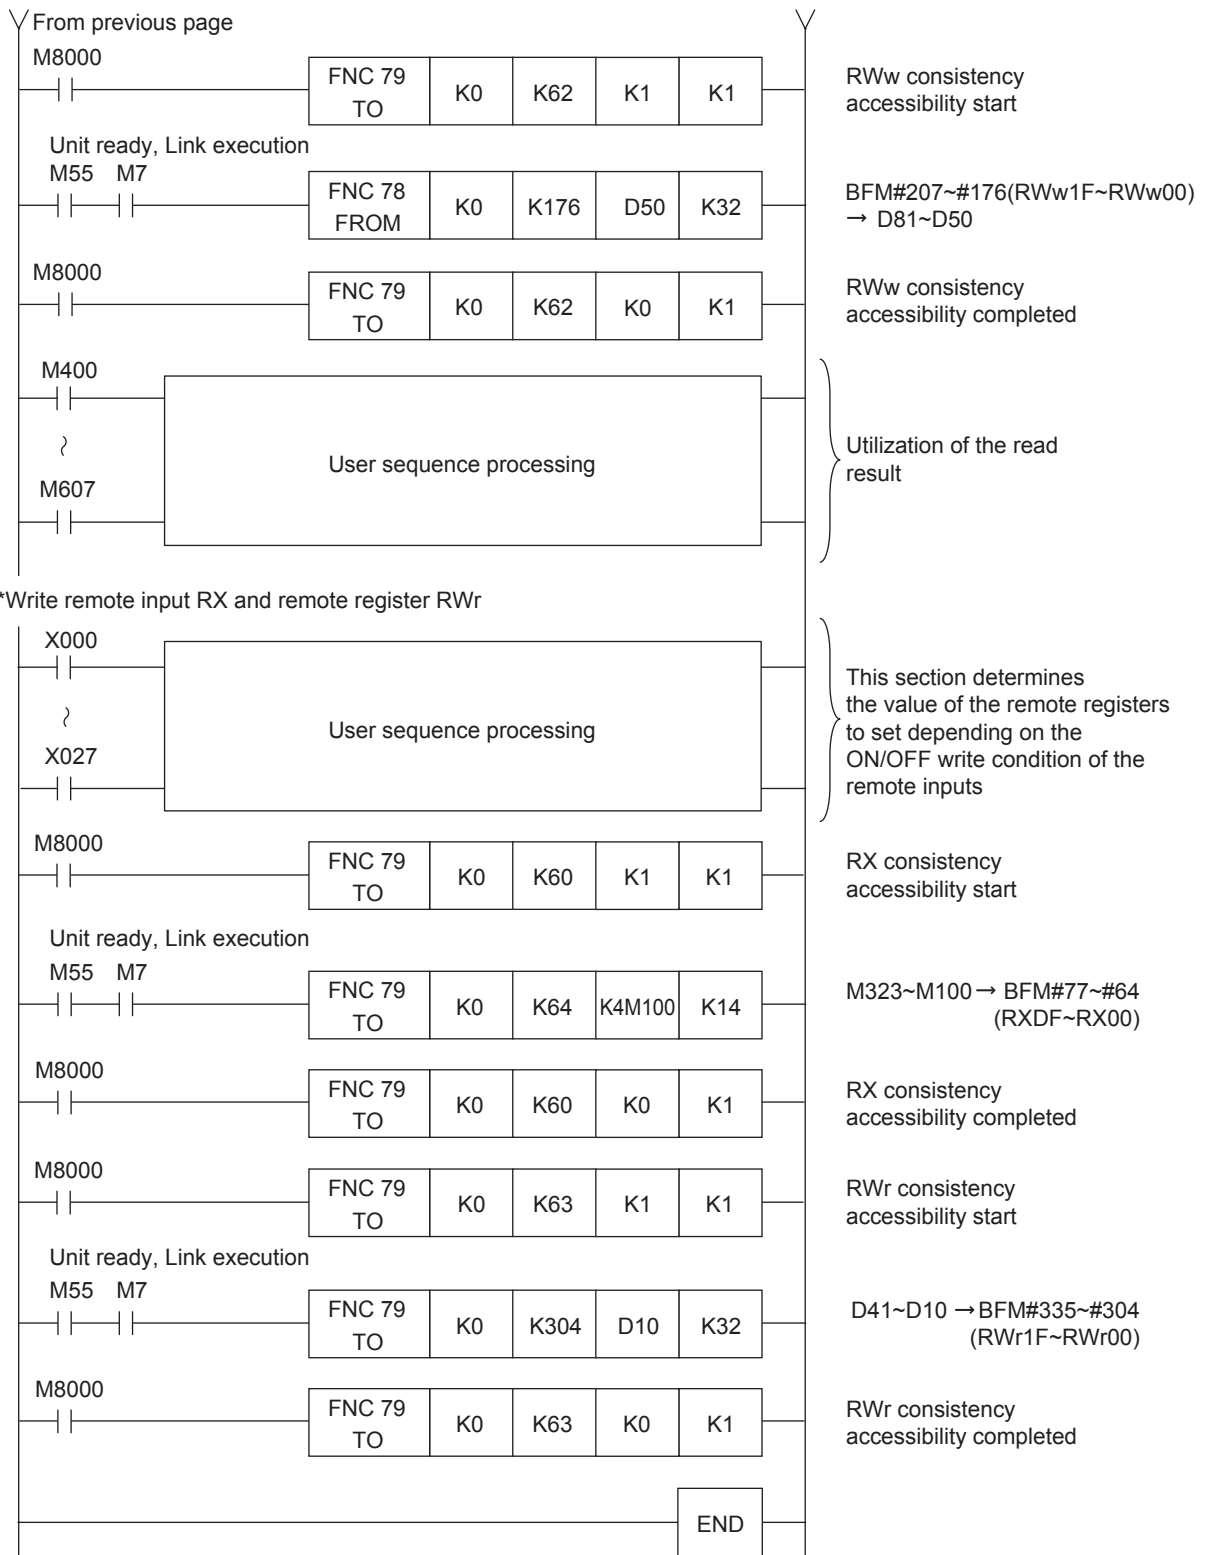 From previous page
M8000
FNC 79
TO
K0
K62
K1
K1
RWw consistency
accessibility start
Unit ready, Link execution
M55 M7
FNC 78
FROM
K0
K176
D50
K32
BFM#207~#176(RWw1F~RWw00)
→ D81~D50
M8000
FNC 79
TO
K0
K62
K0
K1
RWw consistency
accessibility completed
M400
~
M607
User sequence processing
Utilization of the read
result
*Write remote input RX and remote register RWr
X000
~
X027
User sequence processing
This section determines
the value of the remote registers
to set depending on the
ON/OFF write condition of the
remote inputs
M8000
FNC 79
TO
K0
K60
K1
K1
RX consistency
accessibility start
Unit ready, Link execution
M55 M7
FNC 79
TO
K0
K64
K4M100
K14
M323~M100→ BFM#77~#64
(RXDF~RX00)
M8000
FNC 79
TO
K0
K60
K0
K1
RX consistency
accessibility completed
M8000
FNC 79
TO
K0
K63
K1
K1
RWr consistency
accessibility start
Unit ready, Link execution
M55 M7
FNC 79
TO
K0
K304
D10
K32
D41~D10 →BFM#335~#304
(RWr1F~RWr00)
M8000
FNC 79
TO
K0
K63
K0
K1
RWr consistency
accessibility completed
END